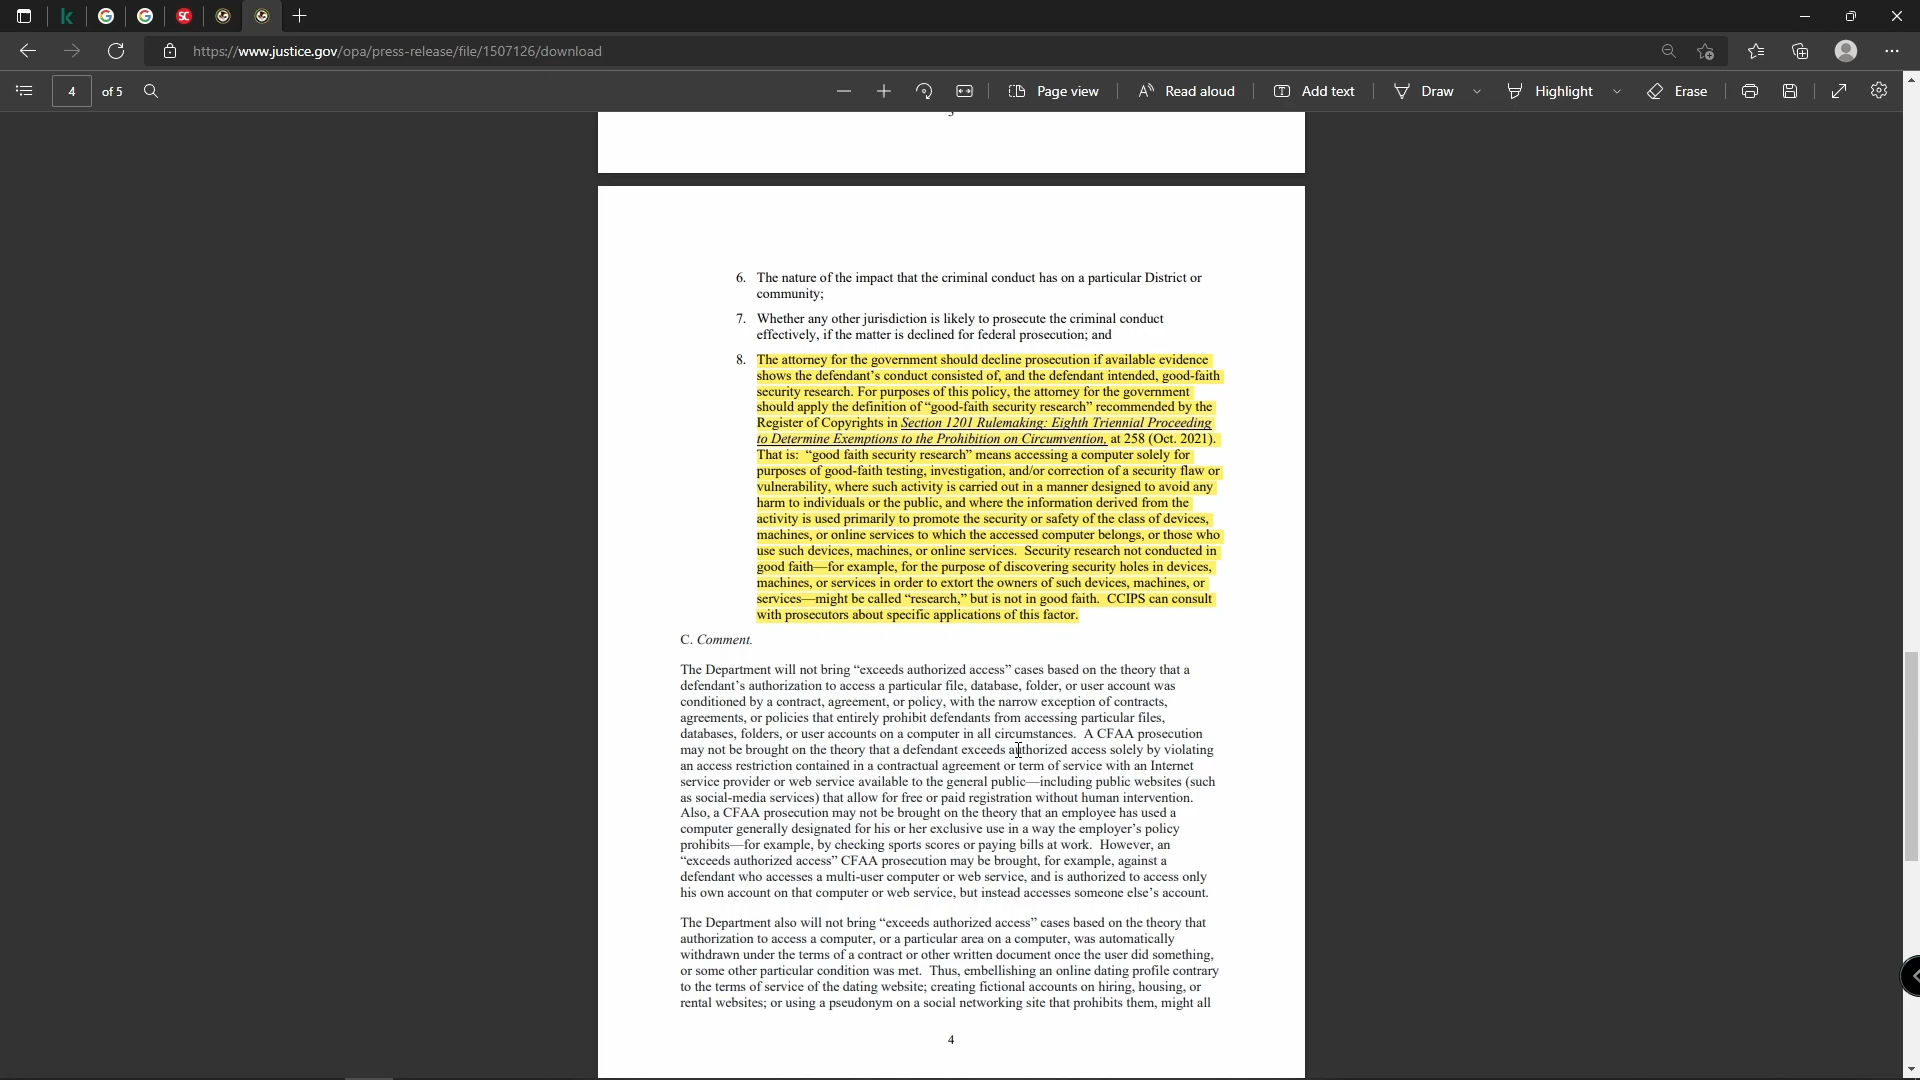 https://www.justice.gov/opa/press-release/file/1507126/download
4 of 5
Page view
Read aloud
Add text
Draw
Highlight
Erase
6. The nature of the impact that the criminal conduct has on a particular District or
community;
7. Whether any other jurisdiction is likely to prosecute the criminal conduct
effectively, if the matter is declined for federal prosecution; and
8. The attorney for the government should decline prosecution if available evidence
shows the defendant’s conduct consisted of, and the defendant intended, good-faith
security research. For purposes of this policy, the attorney for the government
should apply the definition of “good-faith security research” recommended by the
Register of Copyrights in Section 1201 Rulemaking: Eighth Triennial Proceeding
to Determine Exemptions to the Prohibition on Circumvention, at 258 (Oct. 2021).
That is: “good faith security research” means accessing a computer solely for
purposes of good-faith testing, investigation, and/or correction of a security flaw or
vulnerability, where such activity is carried out in a manner designed to avoid any
harm to individuals or the public, and where the information derived from the
activity is used primarily to promote the security or safety of the class of devices,
machines, or online services to which the accessed computer belongs, or those who
use such devices, machines, or online services. Security research not conducted in
good faith—for example, for the purpose of discovering security holes in devices,
machines, or services in order to extort the owners of such devices, machines, or
services—might be called “research,” but is not in good faith. CCIPS can consult
with prosecutors about specific applications of this factor.
C. Comment.
The Department will not bring “exceeds authorized access” cases based on the theory that a
defendant’s authorization to access a particular file, database, folder, or user account was
conditioned by a contract, agreement, or policy, with the narrow exception of contracts,
agreements, or policies that entirely prohibit defendants from accessing particular files,
databases, folders, or user accounts on a computer in all circumstances. A CFAA prosecution
may not be brought on the theory that a defendant exceeds authorized access solely by violating
an access restriction contained in a contractual agreement or term of service with an Internet
service provider or web service available to the general public—including public websites (such
as social-media services) that allow for free or paid registration without human intervention.
Also, a CFAA prosecution may not be brought on the theory that an employee has used a
computer generally designated for his or her exclusive use in a way the employer’s policy
prohibits—for example, by checking sports scores or paying bills at work. However, an
“exceeds authorized access” CFAA prosecution may be brought, for example, against a
defendant who accesses a multi-user computer or web service, and is authorized to access only
his own account on that computer or web service, but instead accesses someone else’s account.
The Department also will not bring “exceeds authorized access” cases based on the theory that
authorization to access a computer, or a particular area on a computer, was automatically
withdrawn under the terms of a contract or other written document once the user did something,
or some other particular condition was met. Thus, embellishing an online dating profile contrary
to the terms of service of the dating website; creating fictional accounts on hiring, housing, or
rental websites; or using a pseudonym on a social networking site that prohibits them, might all
4